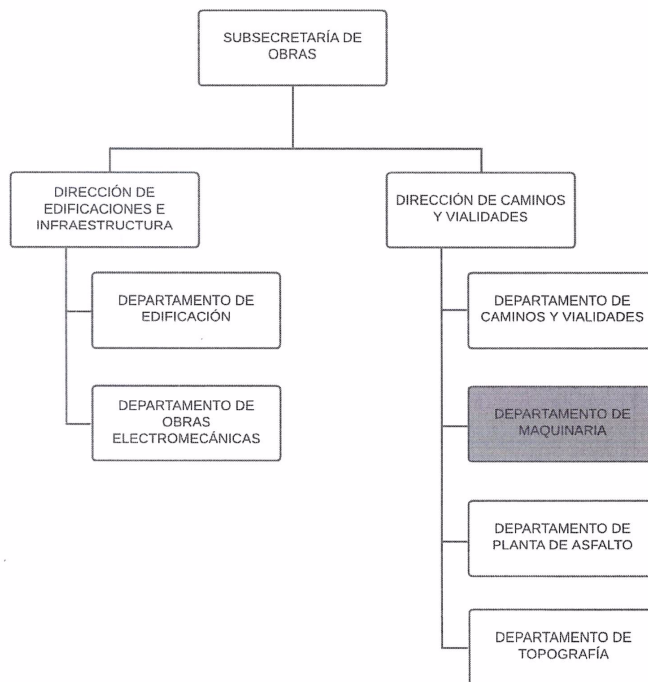 SUBSECRETARÍA DE
OBRAS
DIRECCIÓN DE
EDIFICACIONES E
INFRAESTRUCTURA
DIRECCIÓN DE CAMINOS
Y VIALIDADES
DEPARTAMENTO DE
EDIFICACIÓN
DEPARTAMENTO DE
OBRAS
ELECTROMECÁNICAS
DEPARTAMENTO DE
CAMINOS Y VIALIDADES
DEPARTAMENTO DE
MAQUINARIA
DEPARTAMENTO DE
PLANTA DE ASFALTO
DEPARTAMENTO DE
TOPOGRAFÍA